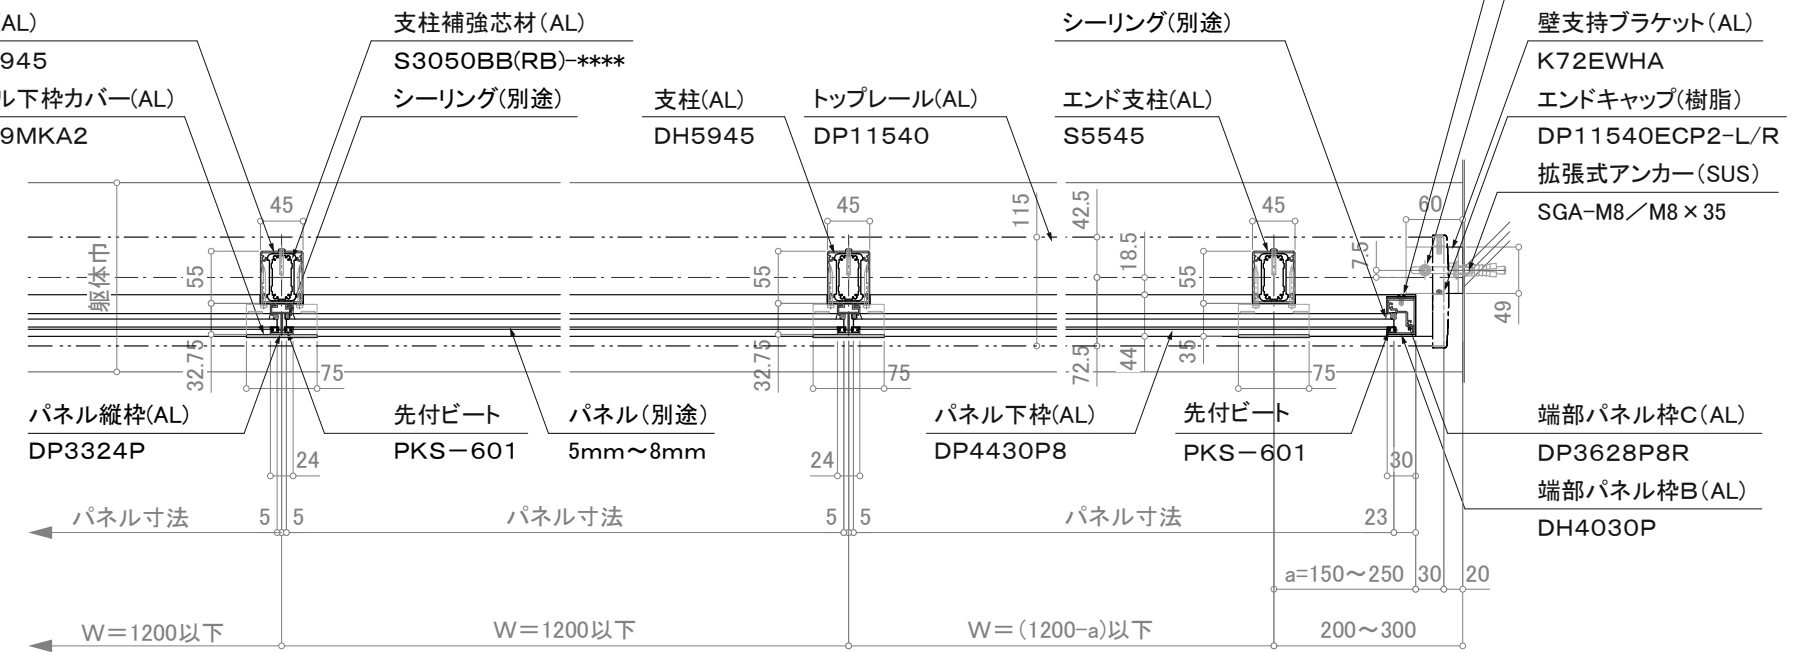 (AL)
945
ル下枠カバー(AL)
9MKA2
支柱補強芯材(AL)
S3050BB(RB)-****
シーリング(別途)
支柱(AL)
DH5945
トップレール(AL)
DP11540
シーリング(別途)
エンド支柱(AL)
S5545
壁支持ブラケット(AL)
K72EWHA
エンドキャップ(樹脂)
DP11540ECP2-L/R
拡張式アンカー(SUS)
SGA-M8／M8×35
躯体巾
45
55
32.75
75
45
55
32.75
75
115
42.5
18.5
72.5
44
45
55
35
75
60
7.5
49
パネル縦枠(AL)
DP3324P
先付ビート
PKS−601
パネル(別途)
5mm〜8mm
パネル下枠(AL)
DP4430P8
先付ビート
PKS−601
端部パネル枠C(AL)
DP3628P8R
端部パネル枠B(AL)
DH4030P
24
24
30
パネル寸法
5
5
パネル寸法
5
5
パネル寸法
23
a=150〜250
30
20
W＝1200以下
W＝1200以下
W＝(1200-a)以下
200〜300